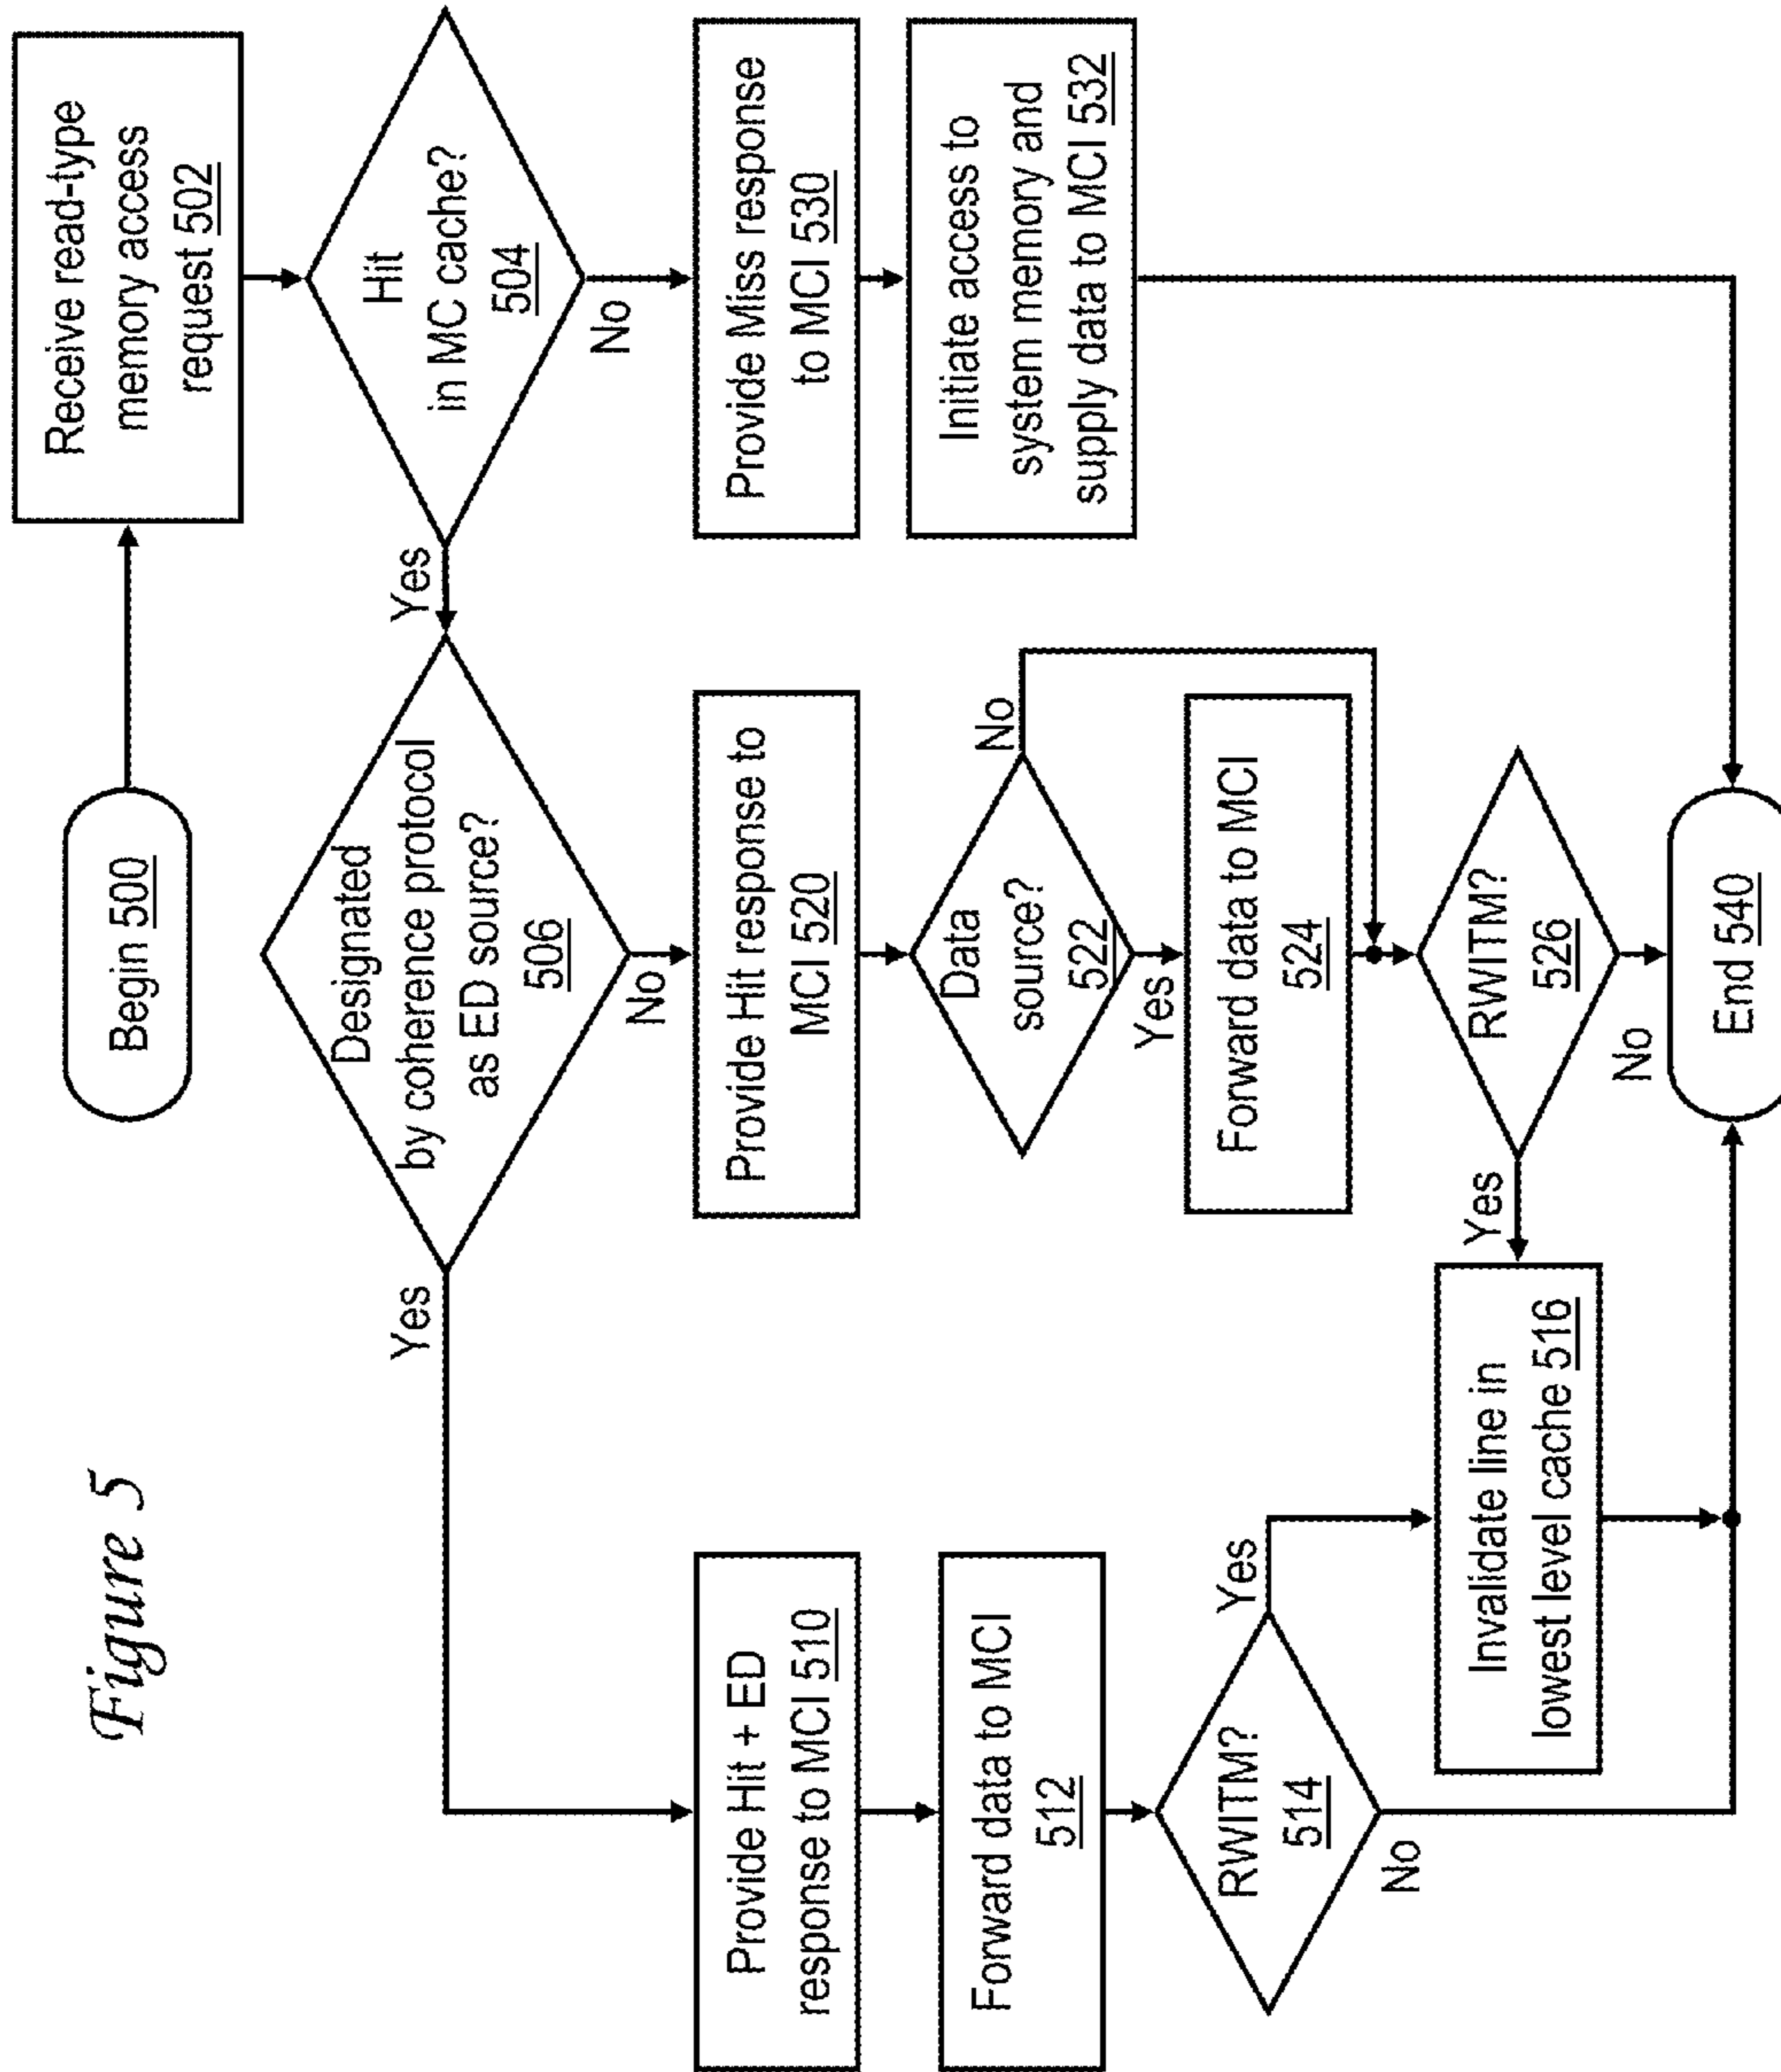 Figure 5
Begin 500
Receive read-type
memory access
request 502
Hit
in MC cache?
504
Yes
No
Designated
by coherence protocol
as ED source?
506
Yes
No
Provide Hit + ED
response to MCI 510
Forward data to MCI
512
RWITM?
514
Yes
No
Invalidate line in
lowest level cache 516
Provide Hit response to
MCI 520
Data
source?
522
No
Yes
Forward data to MCI
524
RWITM?
526
Yes
No
Provide Miss response
to MCI 530
Initiate access to
system memory and
supply data to MCI 532
End 540